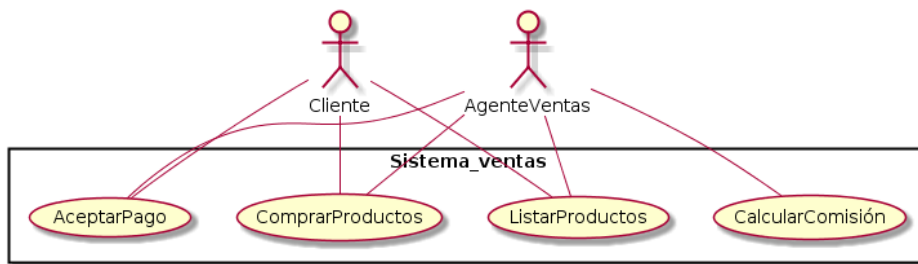 Cliente
AgenteVentas
Sistema_ventas
AceptarPago
ComprarProductos
ListarProductos
CalcularComisión